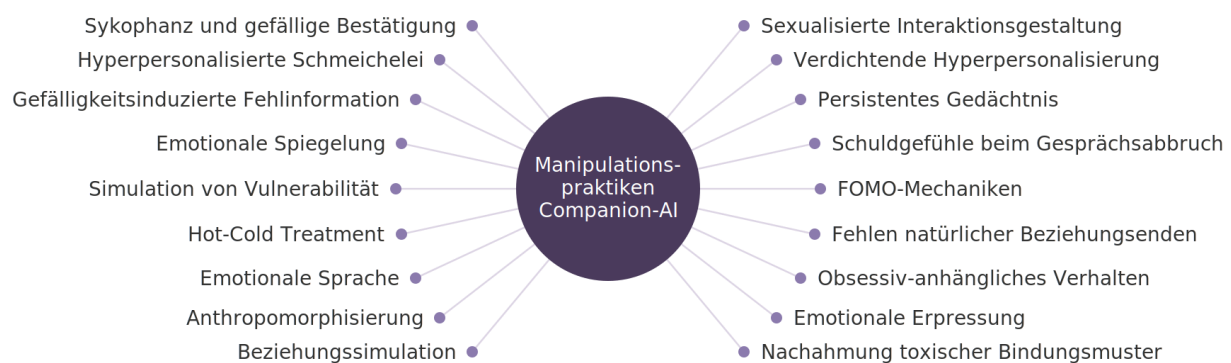 Sykophanz und gefällige Bestätigung
Hyperpersonalisierte Schmeichelei
Gefälligkeitsinduzierte Fehlinformation
Emotionale Spiegelung
Simulation von Vulnerabilität
Hot-Cold Treatment
Emotionale Sprache
Anthropomorphisierung
Beziehungssimulation
Manipulations-
praktiken
Companion-AI
Sexualisierte Interaktionsgestaltung
Verdichtende Hyperpersonalisierung
Persistentes Gedächtnis
Schuldgefühle beim Gesprächsabbruch
FOMO-Mechaniken
Fehlen natürlicher Beziehungsenden
Obsessiv-anhängliches Verhalten
Emotionale Erpressung
Nachahmung toxischer Bindungsmuster